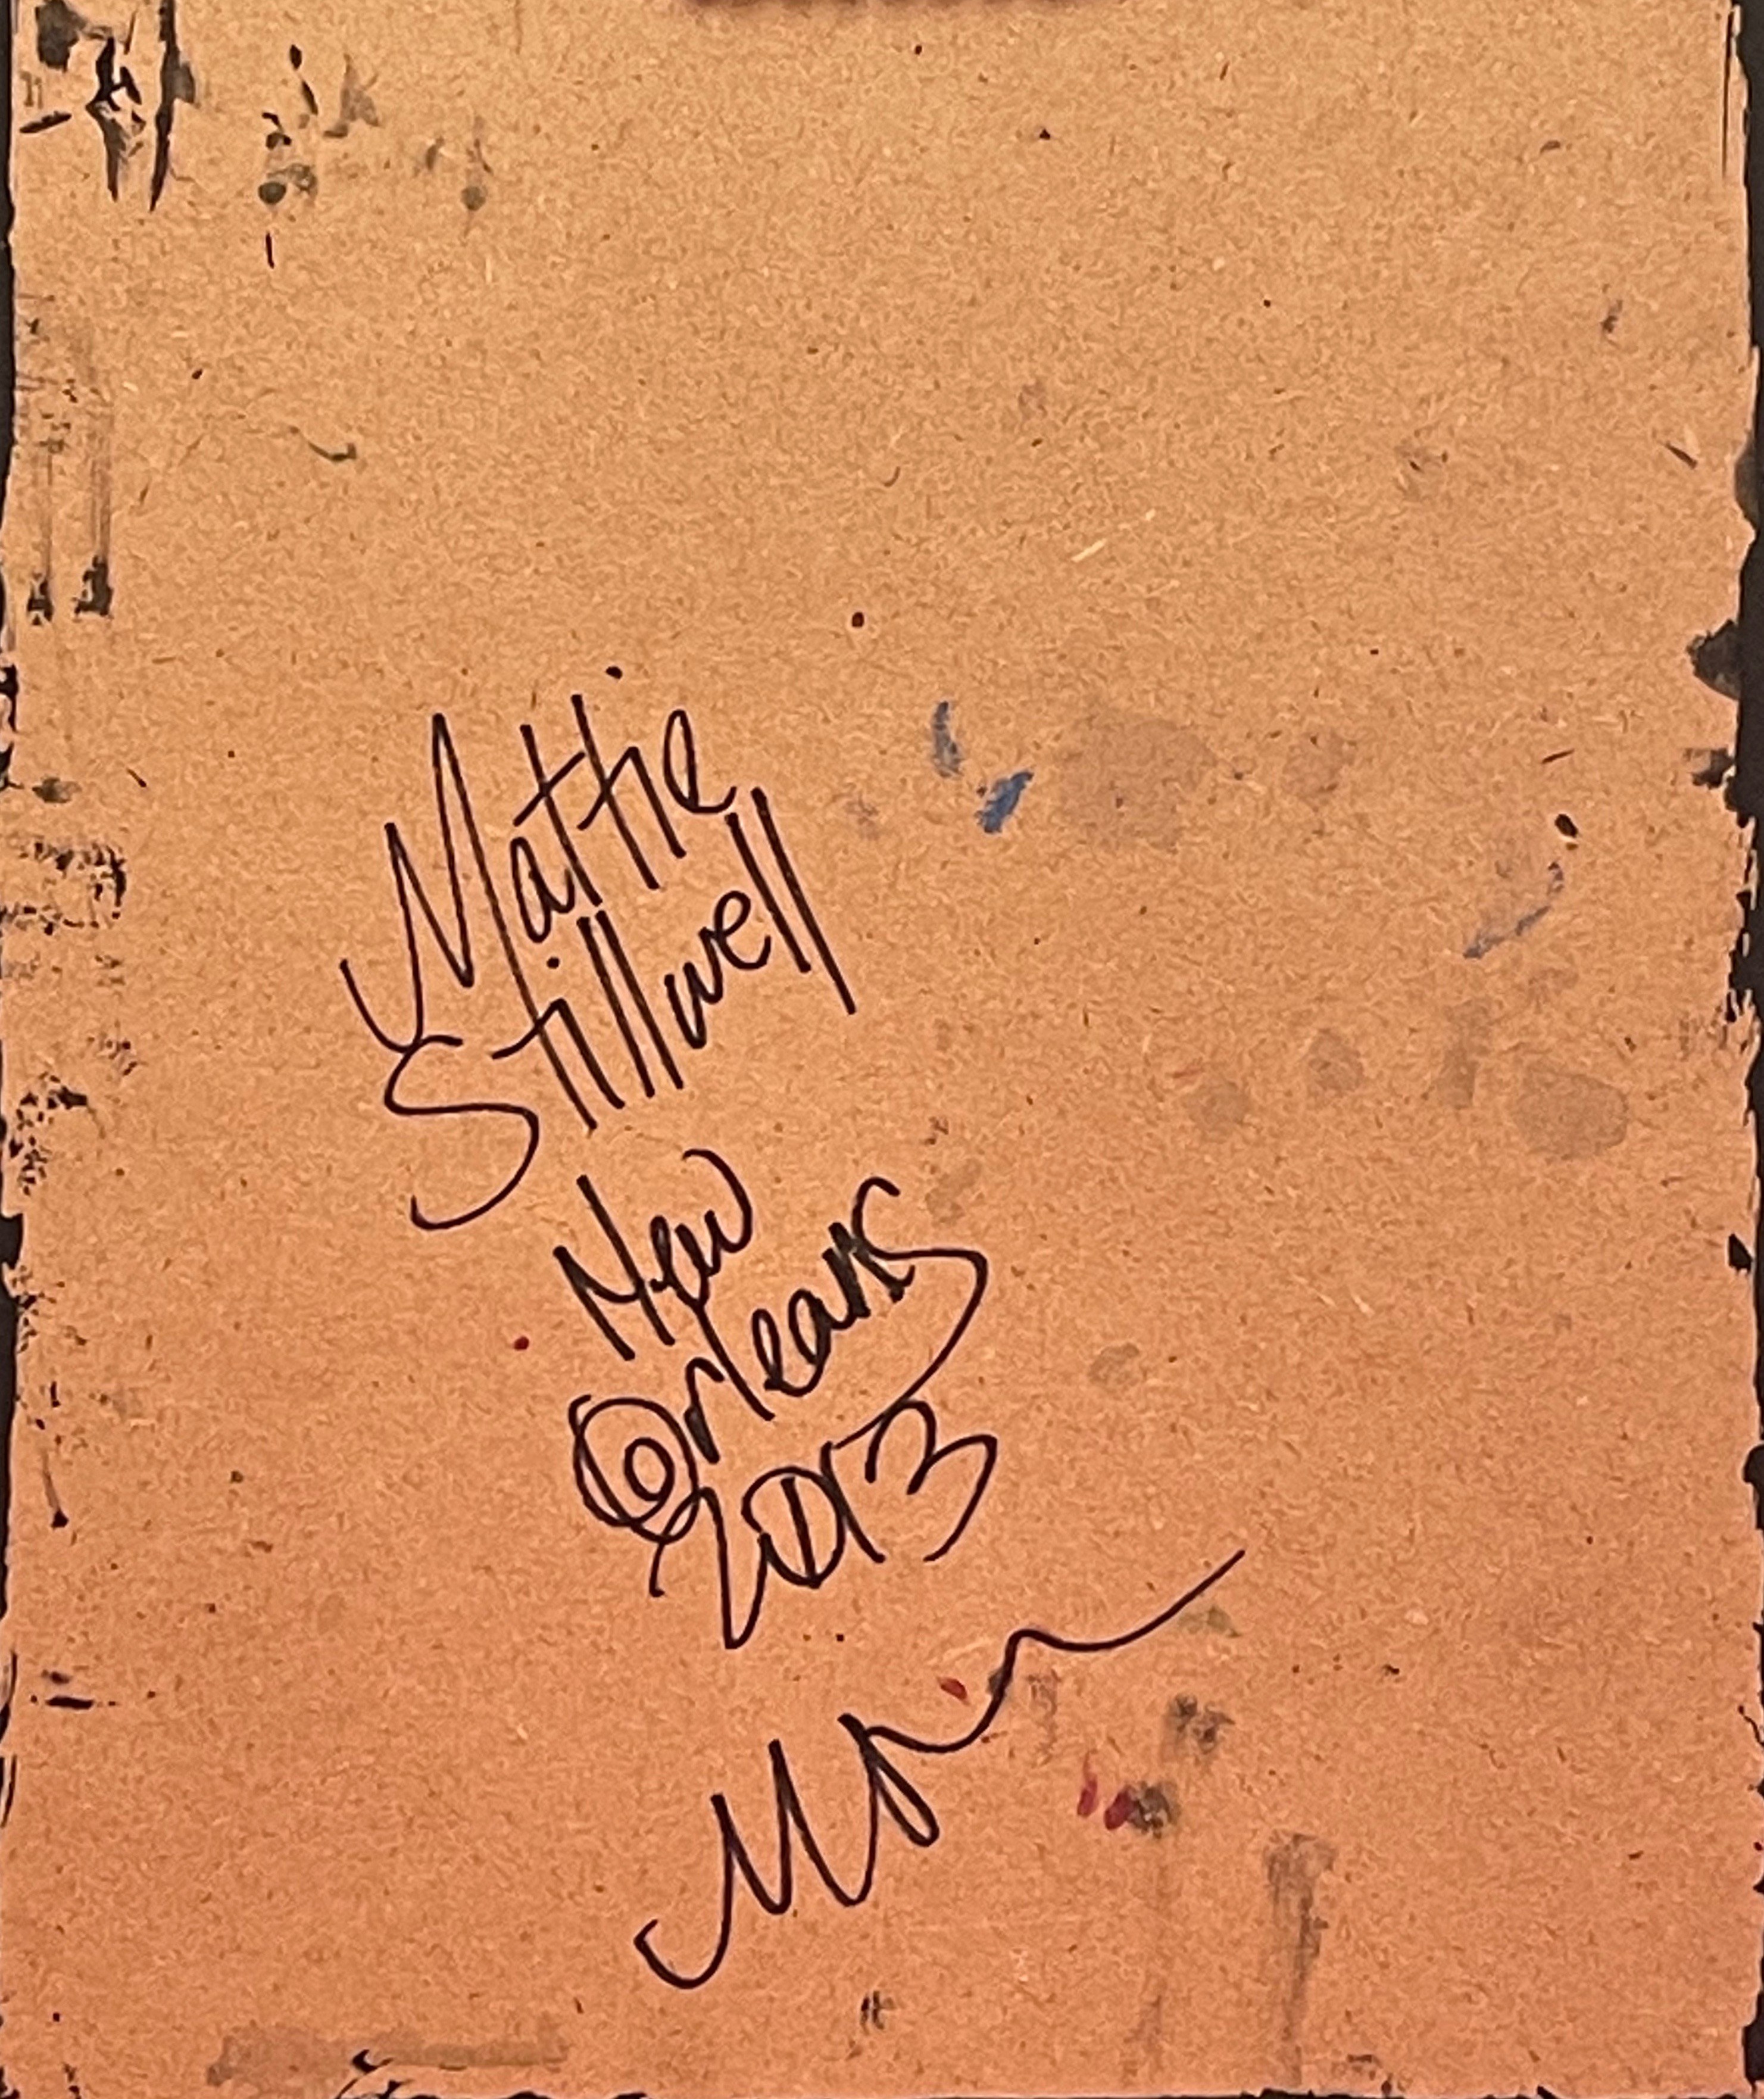 Mattie
Stillwell
New
Orleans
2013